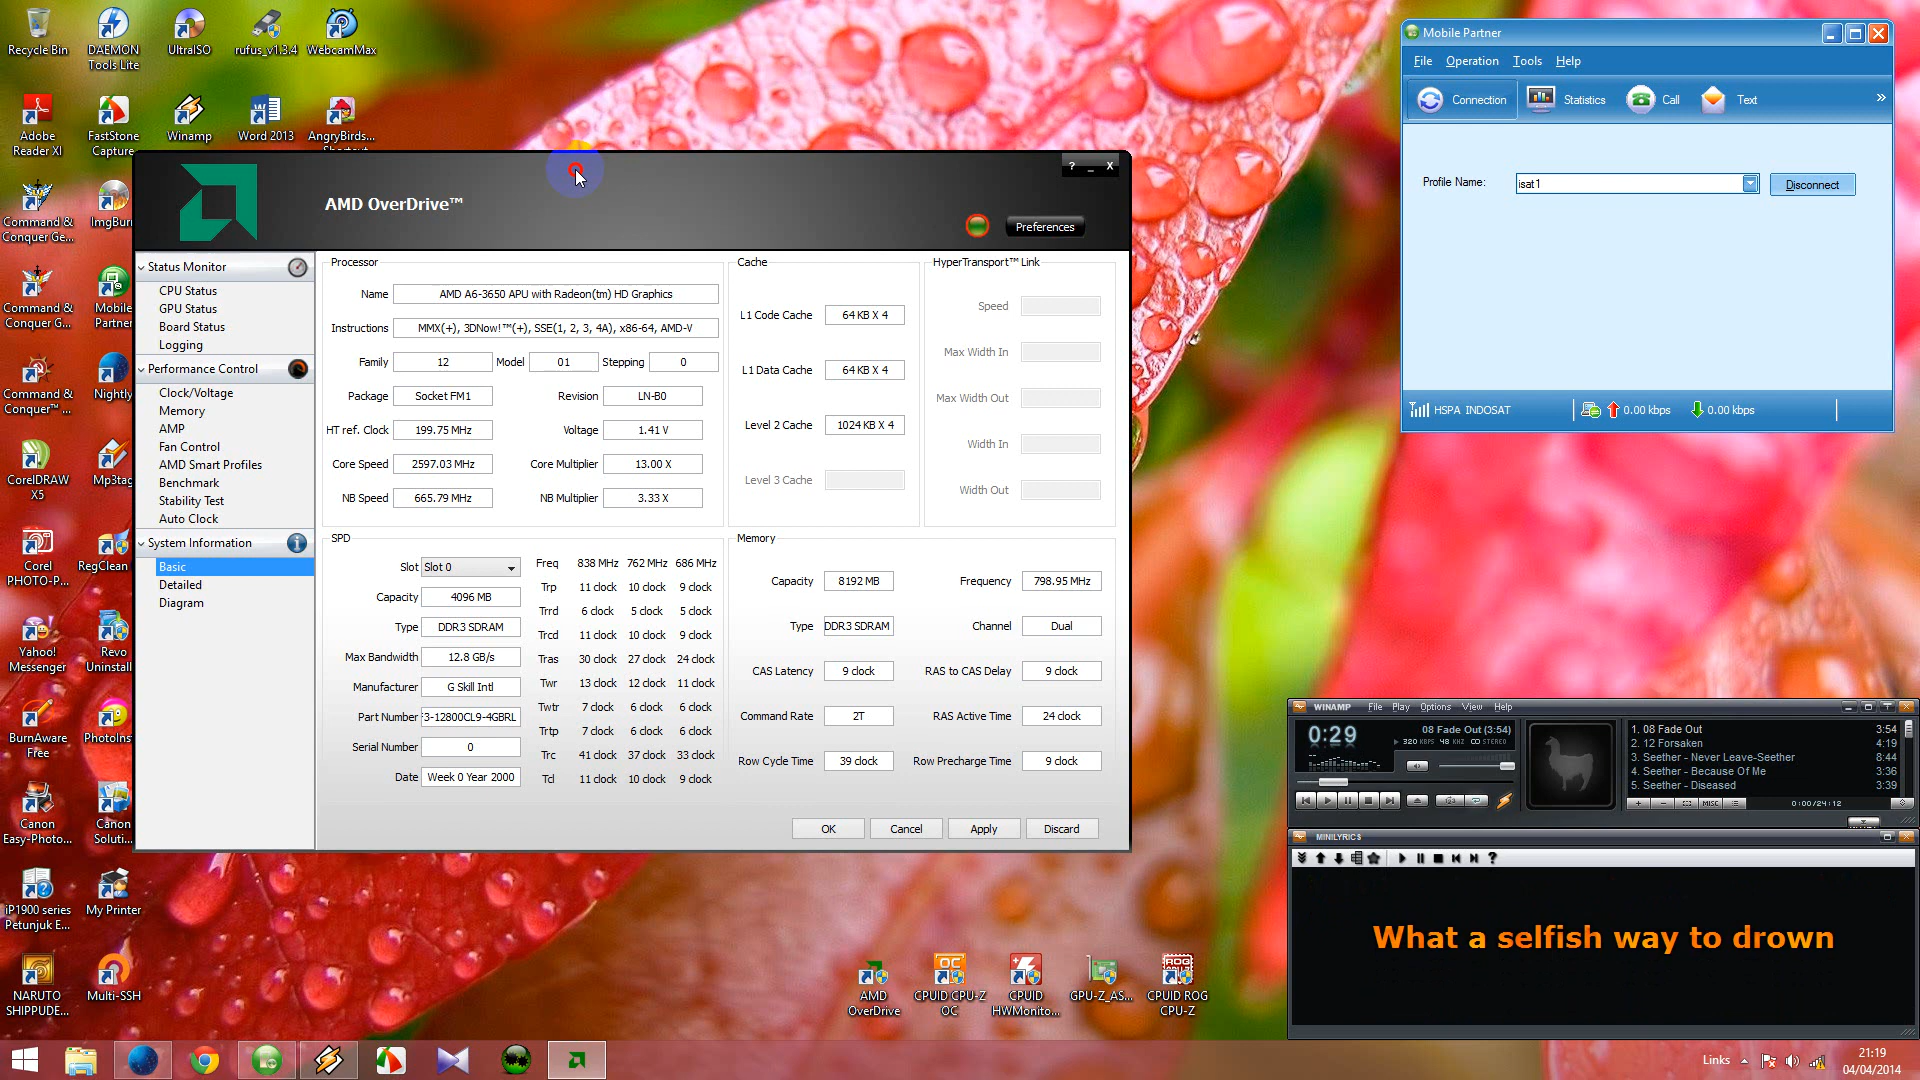 Recycle Bin
DAEMON Tools Lite
UltraISO
rufus_v1.3.4
WebcamMax
Adobe Reader XI
FastStone Capture
Winamp
Word 2013
AngryBirds...
Command & Conquer Ge...
ImgBurn
Command & Conquer G...
Mobile Partner
Command & Conquer™ ...
Nightly
CorelDRAW X5
Mp3tag
Corel PHOTO-P...
RegClean
Yahoo! Messenger
Revo Uninstall
BurnAware Free
PhotoIns
Canon Easy-Photo...
Canon Soluti...
iP1900 series Petunjuk E...
My Printer
NARUTO SHIPPUDE...
Multi-SSH
AMD OverDrive™
? _ X
Preferences
Status Monitor
CPU Status
GPU Status
Board Status
Logging
Performance Control
Clock/Voltage
Memory
AMP
Fan Control
AMD Smart Profiles
Benchmark
Stability Test
Auto Clock
System Information
Basic
Detailed
Diagram
Processor
Name AMD A6-3650 APU with Radeon(tm) HD Graphics
Instructions MMX(+), 3DNow!™(+), SSE(1, 2, 3, 4A), x86-64, AMD-V
Family 12 Model 01 Stepping 0
Package Socket FM1 Revision LN-B0
HT ref. Clock 199.75 MHz Voltage 1.41 V
Core Speed 2597.03 MHz Core Multiplier 13.00 X
NB Speed 665.79 MHz NB Multiplier 3.33 X
Cache
L1 Code Cache 64 KB X 4
L1 Data Cache 64 KB X 4
Level 2 Cache 1024 KB X 4
Level 3 Cache
HyperTransport™ Link
Speed
Max Width In
Max Width Out
Width In
Width Out
SPD
Slot Slot 0
Capacity 4096 MB
Type DDR3 SDRAM
Max Bandwidth 12.8 GB/s
Manufacturer G Skill Intl
Part Number 3-12800CL9-4GBRL
Serial Number 0
Date Week 0 Year 2000
Freq 838 MHz 762 MHz 686 MHz
Trp 11 clock 10 clock 9 clock
Trrd 6 clock 5 clock 5 clock
Trcd 11 clock 10 clock 9 clock
Tras 30 clock 27 clock 24 clock
Twr 13 clock 12 clock 11 clock
Twtr 7 clock 6 clock 6 clock
Trtp 7 clock 6 clock 6 clock
Trc 41 clock 37 clock 33 clock
Tcl 11 clock 10 clock 9 clock
Memory
Capacity 8192 MB Frequency 798.95 MHz
Type DDR3 SDRAM Channel Dual
CAS Latency 9 clock RAS to CAS Delay 9 clock
Command Rate 2T RAS Active Time 24 clock
Row Cycle Time 39 clock Row Precharge Time 9 clock
OK Cancel Apply Discard
Mobile Partner
File Operation Tools Help
Connection Statistics Call Text »
Profile Name: isat1 Disconnect
HSPA INDOSAT 0.00 kbps 0.00 kbps
WINAMP File Play Options View Help
0:29
08 Fade Out (3:54)
320 KBPS 48 KHZ STEREO
1. 08 Fade Out 3:54
2. 12 Forsaken 4:19
3. Seether - Never Leave-Seether 8:44
4. Seether - Because Of Me 3:36
5. Seether - Diseased 3:39
MISC
0:00/24:12
MINILYRICS
What a selfish way to drown
AMD OverDrive
CPUID CPU-Z OC
CPUID HWMonito...
GPU-Z_AS...
CPUID ROG CPU-Z
Links
21:19
04/04/2014